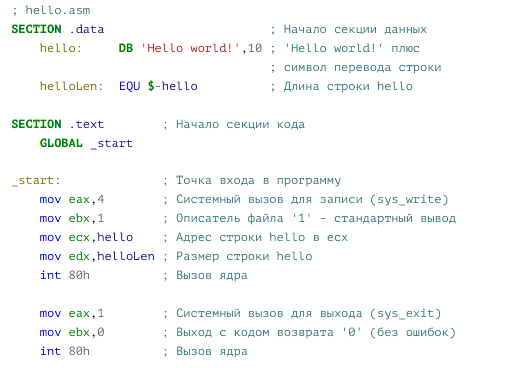 ; hello.asm
SECTION .data ; Начало секции данных
hello: DB 'Hello world!',10 ; 'Hello world!' плюс
; символ перевода строки
helloLen: EQU $-hello ; Длина строки hello
SECTION .text ; Начало секции кода
GLOBAL _start
_start: ; Точка входа в программу
mov eax,4 ; Системный вызов для записи (sys_write)
mov ebx,1 ; Описатель файла '1' - стандартный вывод
mov ecx,hello ; Адрес строки hello в ecx
mov edx,helloLen ; Размер строки hello
int 80h ; Вызов ядра
mov eax,1 ; Системный вызов для выхода (sys_exit)
mov ebx,0 ; Выход с кодом возврата '0' (без ошибок)
int 80h ; Вызов ядра